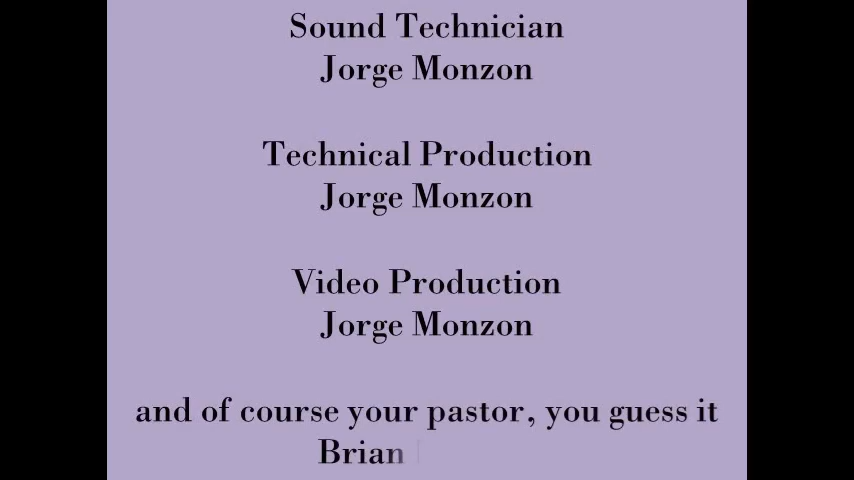 Sound Technician
Jorge Monzon
Technical Production
Jorge Monzon
Video Production
Jorge Monzon
and of course your pastor, you guess it
Brian